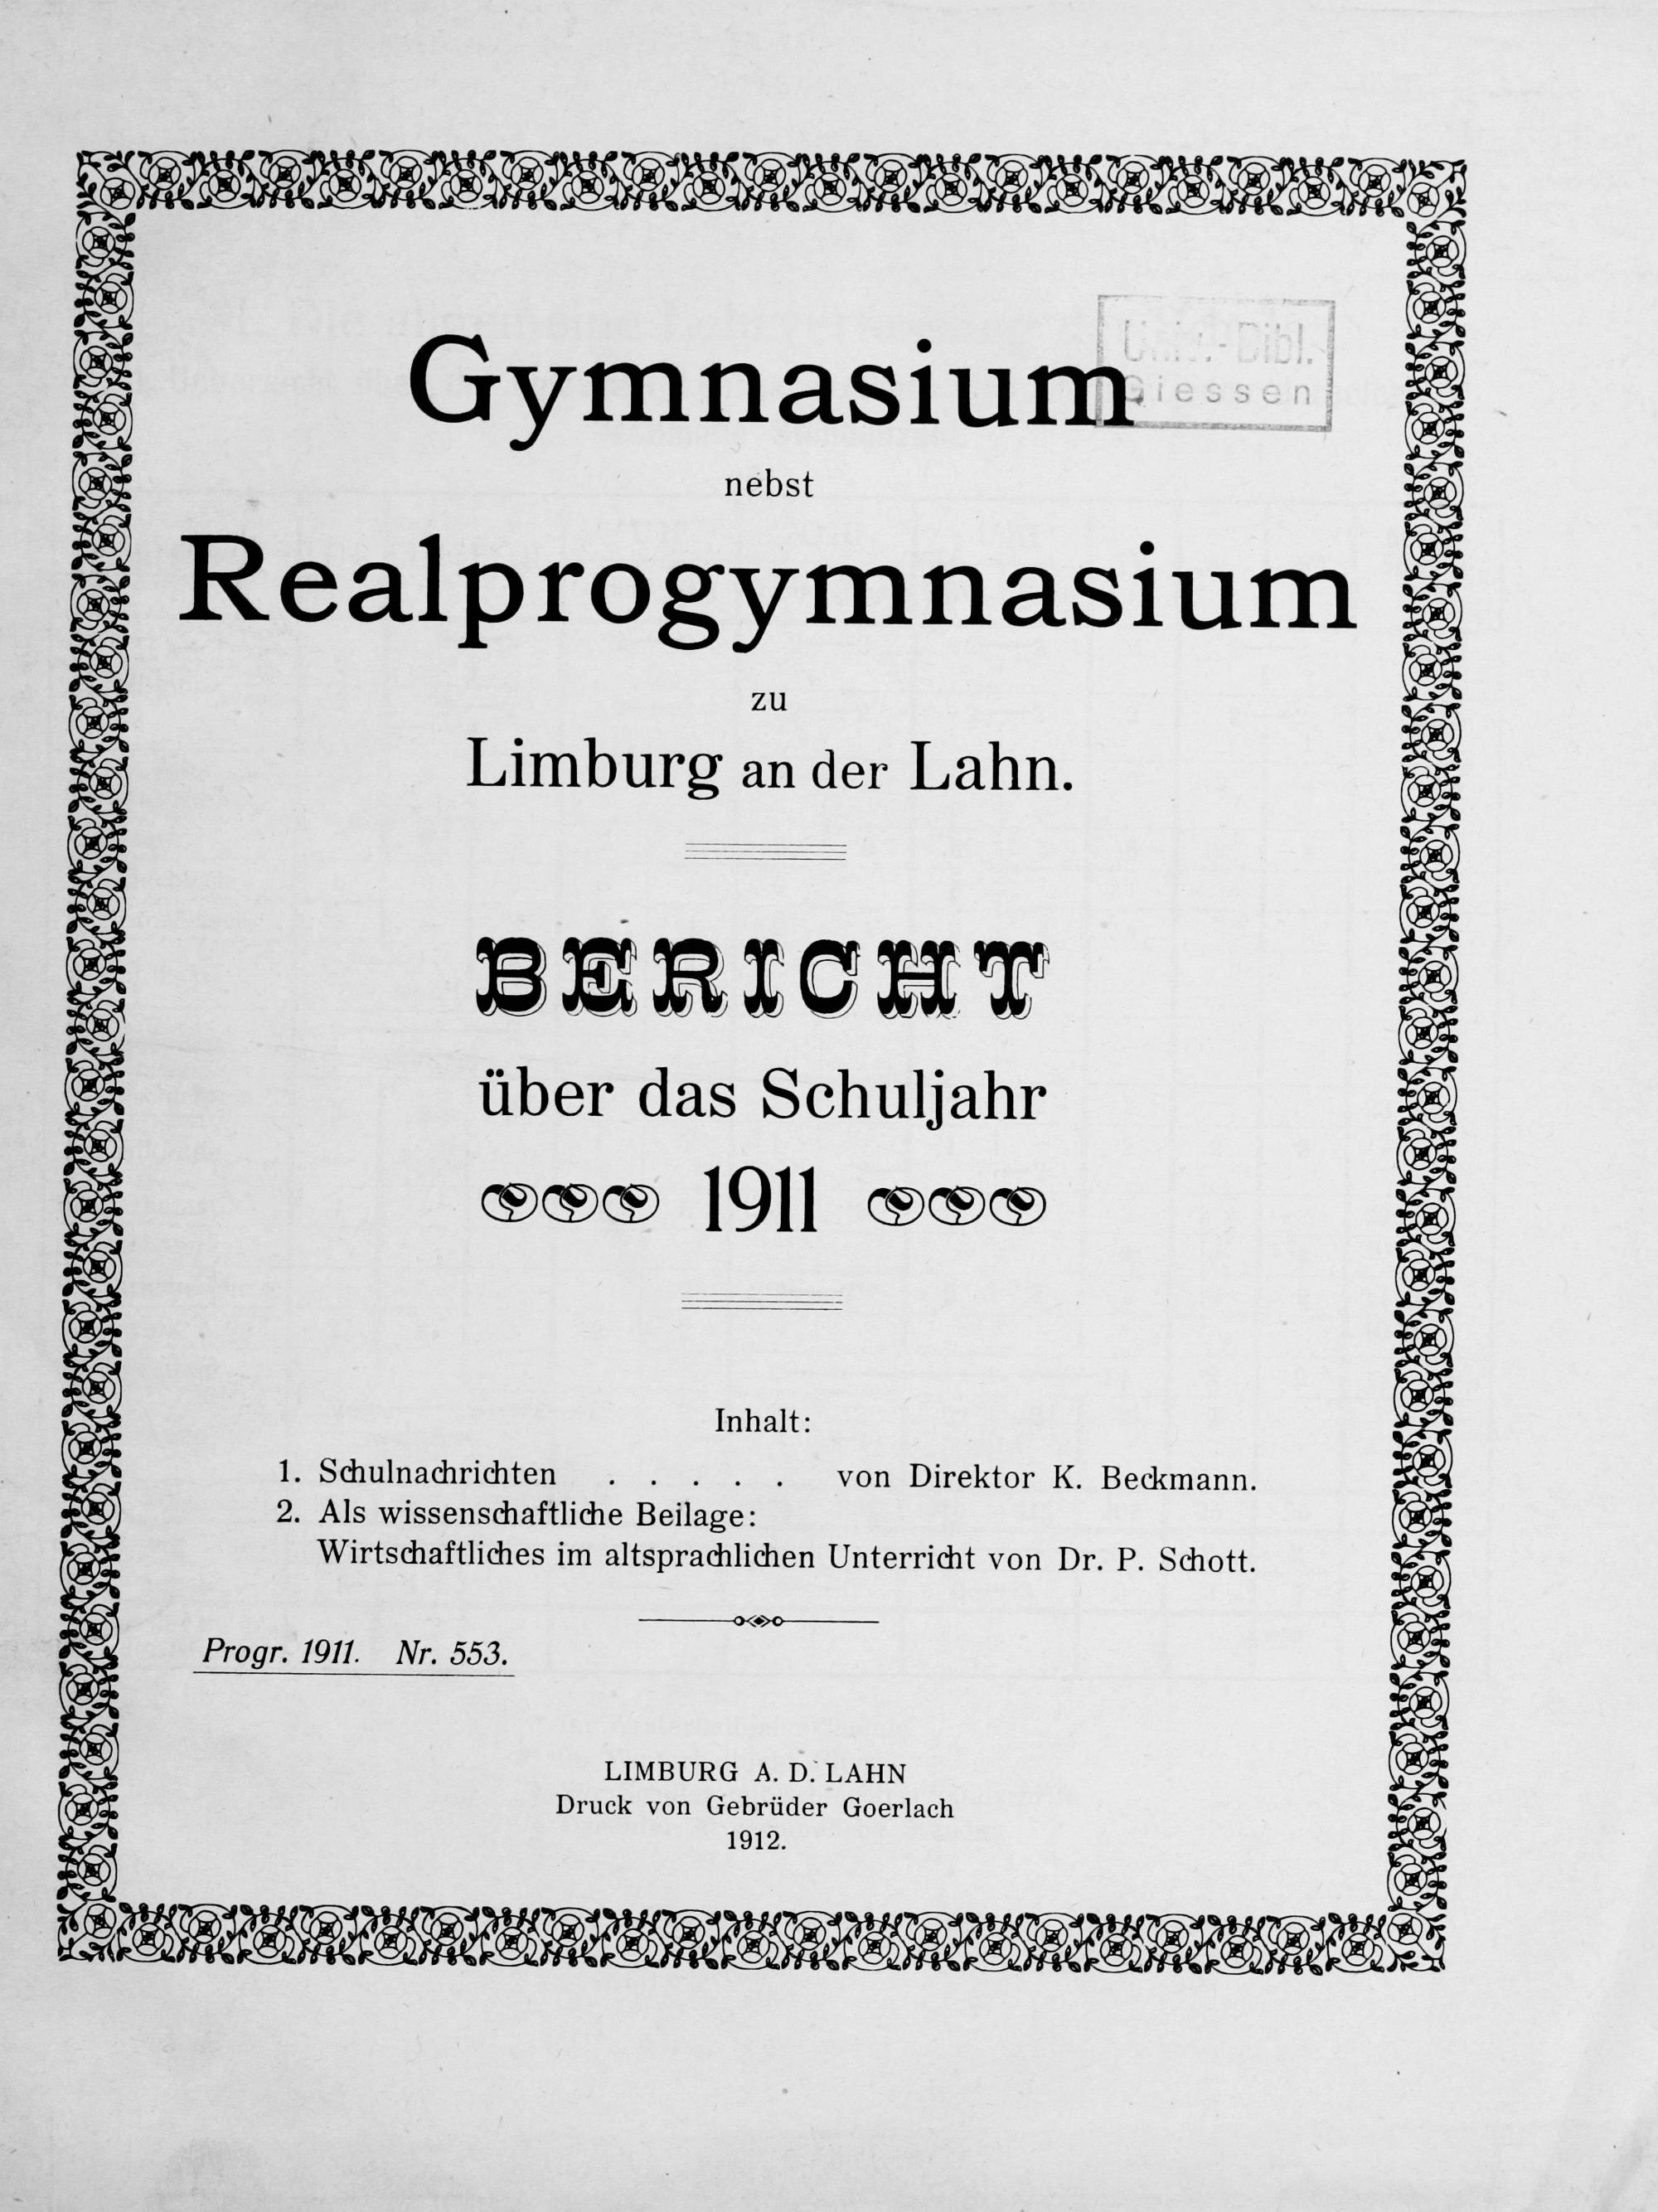 Univ.-Bibl.
Giessen
Gymnasium
nebst
Realprogymnasium
zu
Limburg an der Lahn.
BERICHT
über das Schuljahr
1911
Inhalt:
1. Schulnachrichten . . . . . von Direktor K. Beckmann.
2. Als wissenschaftliche Beilage:
Wirtschaftliches im altsprachlichen Unterricht von Dr. P. Schott.
Progr. 1911. Nr. 553.
LIMBURG A. D. LAHN
Druck von Gebrüder Goerlach
1912.